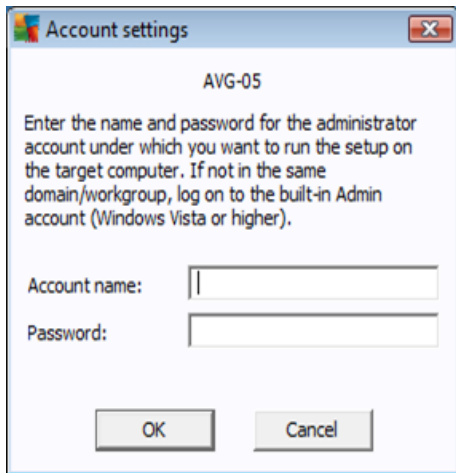 Account settings
AVG-05
Enter the name and password for the administrator
account under which you want to run the setup on
the target computer. If not in the same
domain/workgroup, log on to the built-in Admin
account (Windows Vista or higher).
Account name:
Password:
OK Cancel